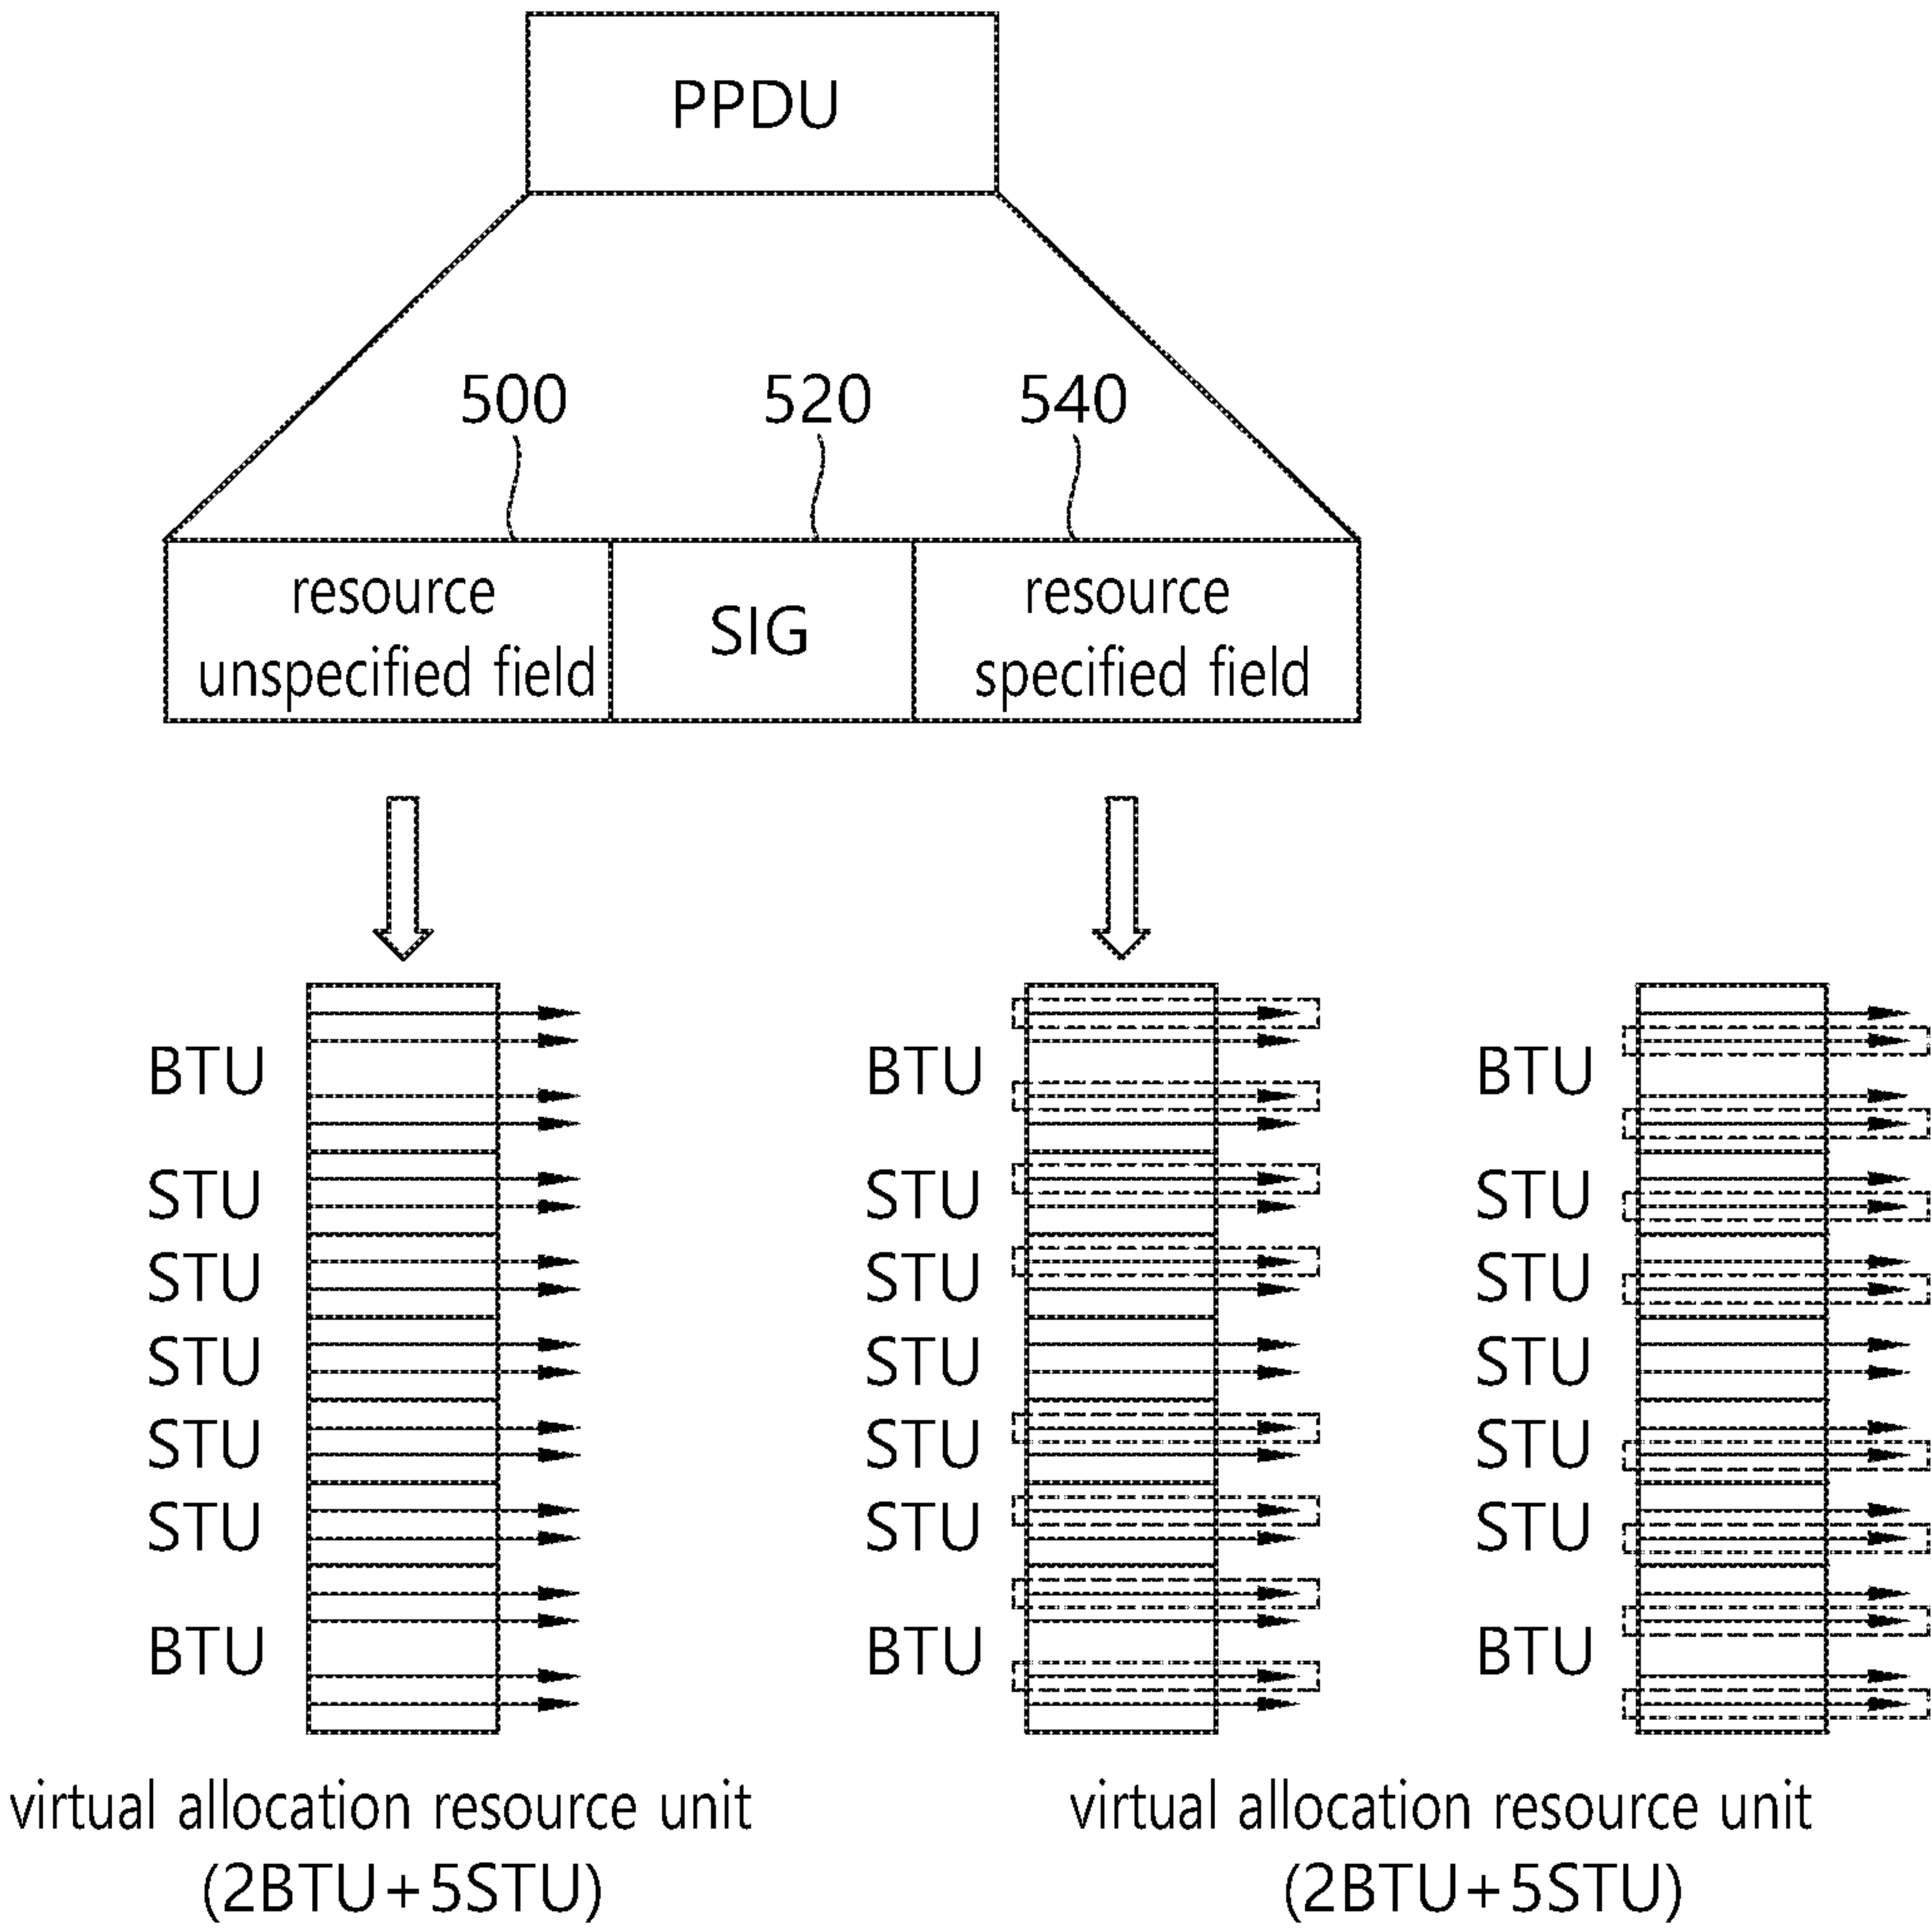 PPDU
500
520
540
resource
unspecified field
SIG
resource
specified field
BTU
STU
STU
STU
STU
STU
BTU
virtual allocation resource unit
(2BTU+5STU)
BTU
STU
STU
STU
STU
STU
BTU
BTU
STU
STU
STU
STU
STU
BTU
virtual allocation resource unit
(2BTU+5STU)